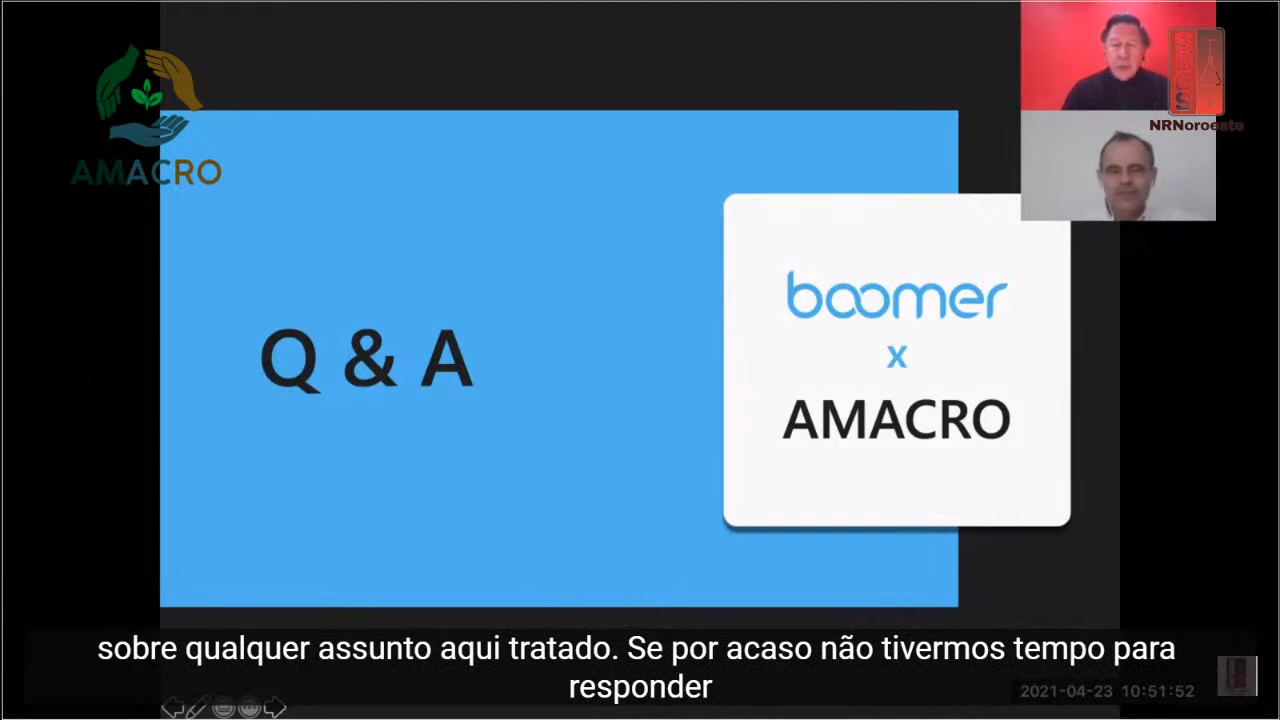 AMACRO
NRNoroeste
boomer
x
AMACRO
Q & A
sobre qualquer assunto aqui tratado. Se por acaso não tivermos tempo para
responder
2021-04-23 10:51:52